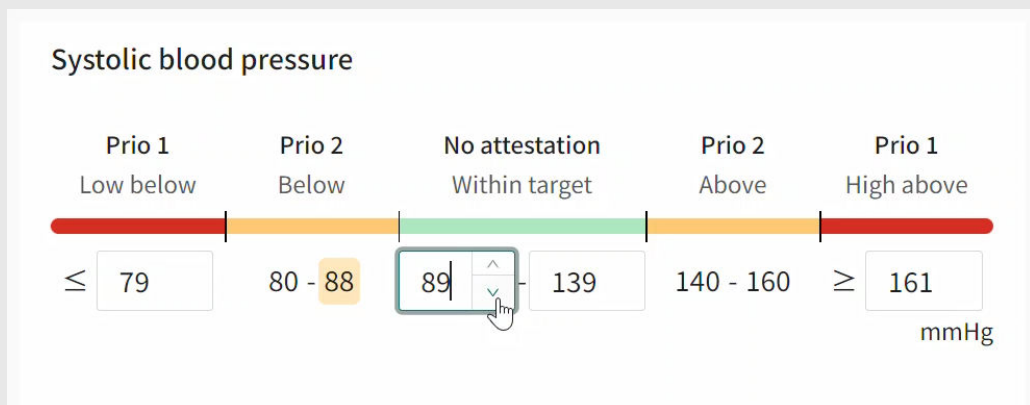 Systolic blood pressure
Prio 1 Prio 2 No attestation Prio 2 Prio 1
Low below Below Within target Above High above
≤ 79 80 - 88 89 - 139 140 - 160 ≥ 161
mmHg